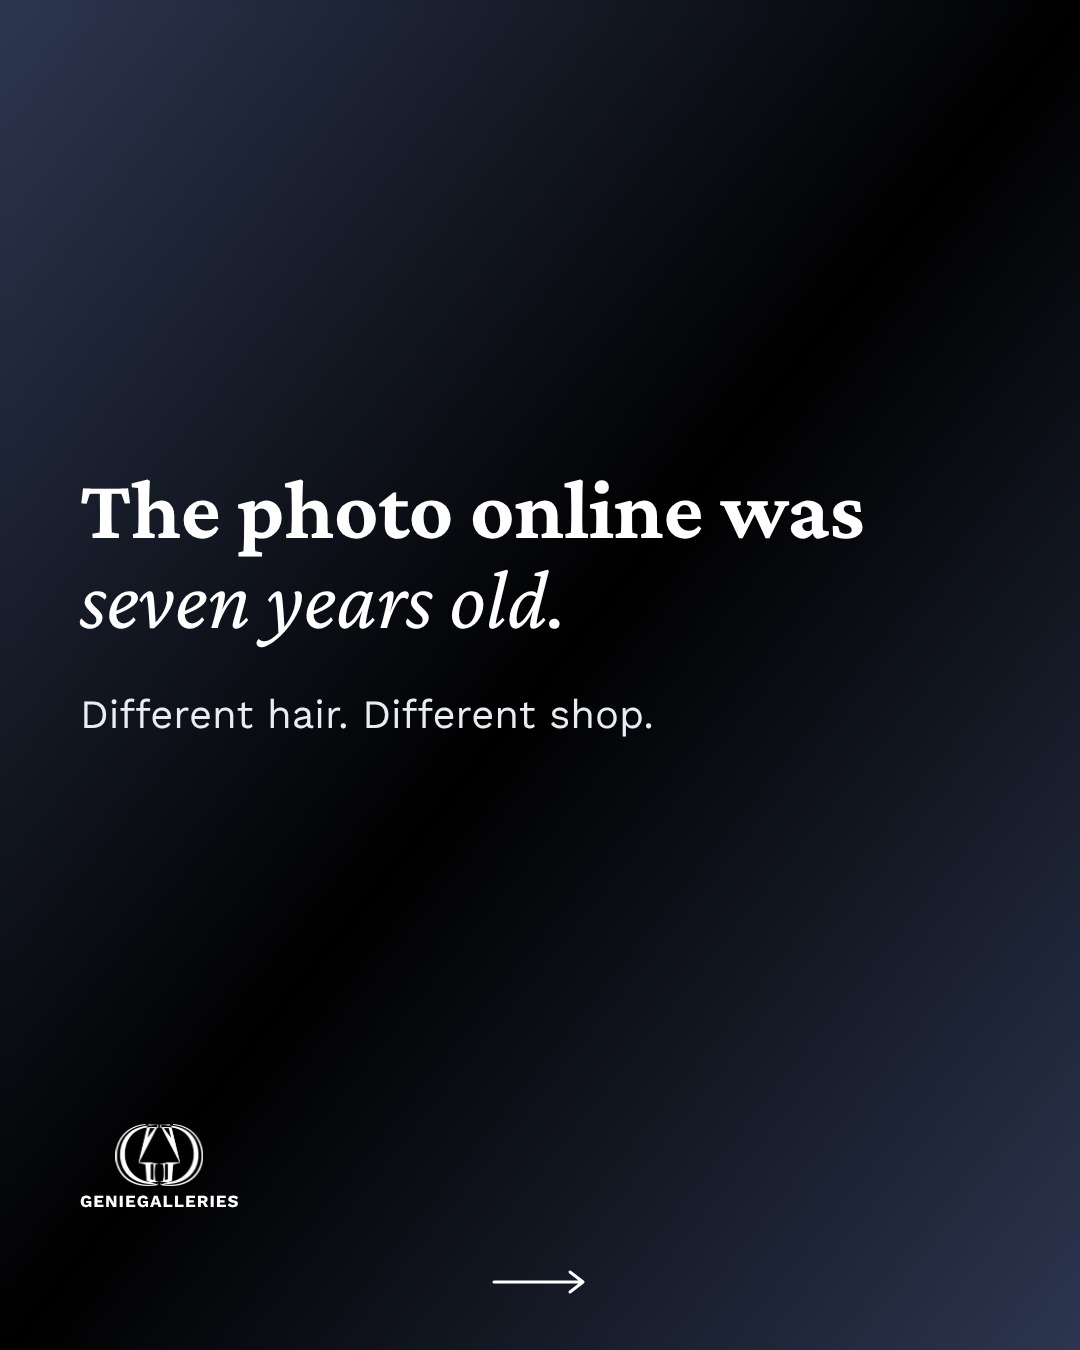 The photo online was
seven years old.
Different hair. Different shop.
GENIEGALLERIES